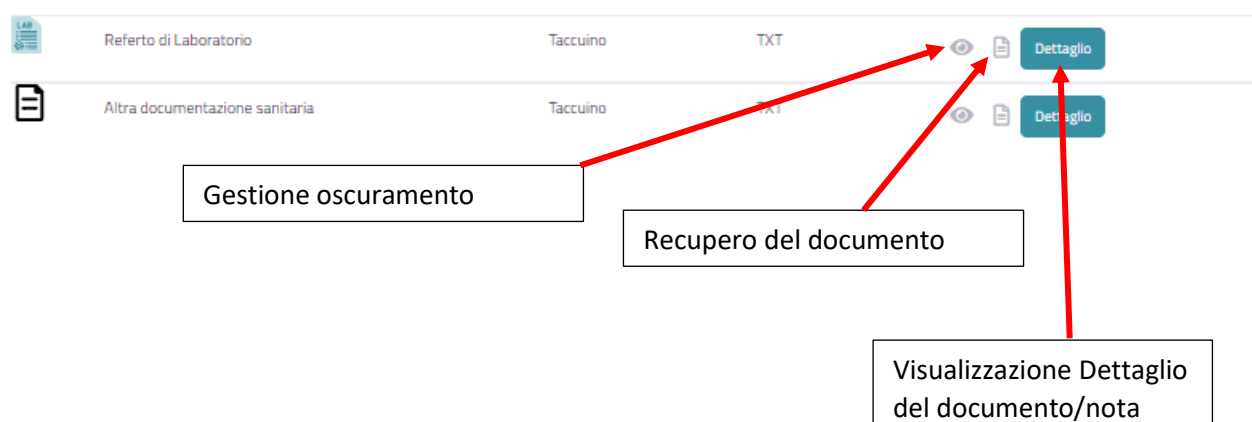 LAB
Referto di Laboratorio Taccuino TXT Dettaglio
Altra documentazione sanitaria Taccuino TXT Dettaglio
Gestione oscuramento
Recupero del documento
Visualizzazione Dettaglio
del documento/nota